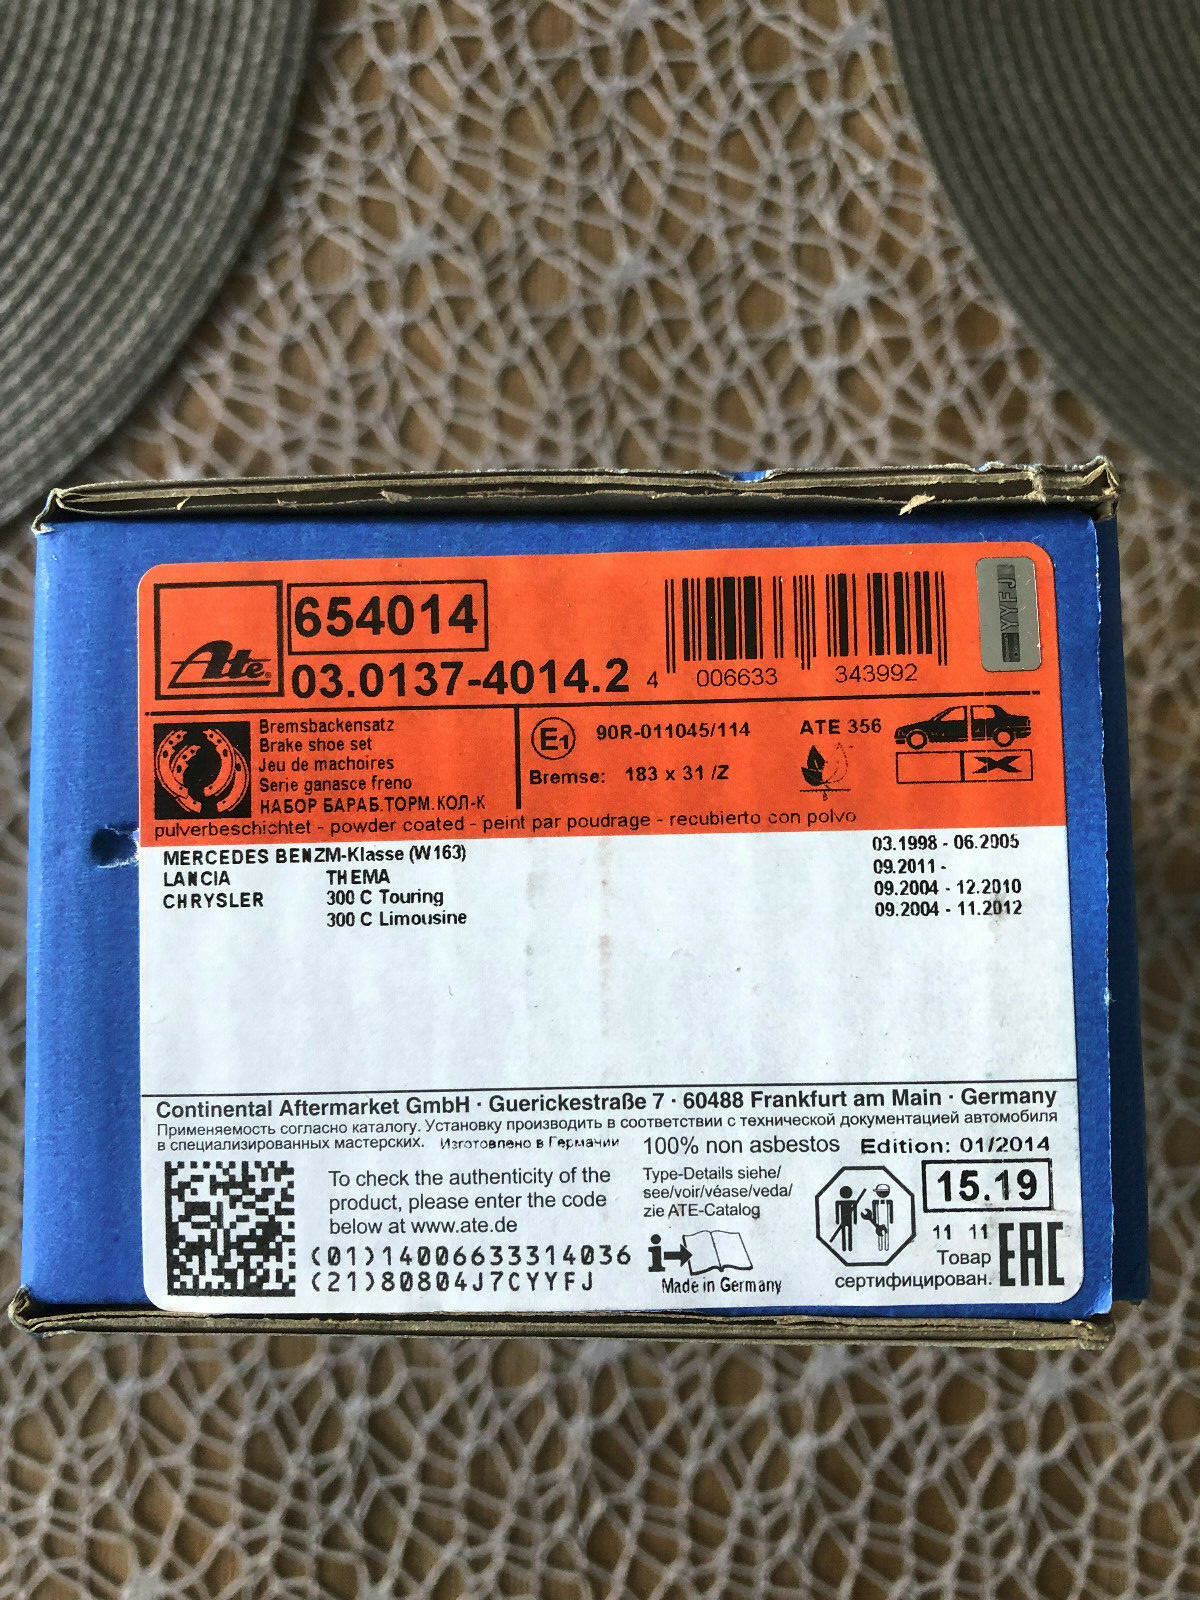 Ate®
654014
03.0137-4014.2
4 006633 343992
Bremsbackensatz
Brake shoe set
Jeu de machoires
Serie ganasce freno
НАБОР БАРАБ.ТОРМ.КОЛ-К
E1
90R-011045/114
ATE 356
Bremse: 183 x 31 /Z
X
pulverbeschichtet - powder coated - peint par poudrage - recubierto con polvo
MERCEDES BENZ M-Klasse (W163) 03.1998 - 06.2005
LANCIA THEMA 09.2011 -
CHRYSLER 300 C Touring 09.2004 - 12.2010
300 C Limousine 09.2004 - 11.2012
Continental Aftermarket GmbH · Guerickestraße 7 · 60488 Frankfurt am Main · Germany
Применяемость согласно каталогу. Установку производить в соответствии с технической документацией автомобиля
в специализированных мастерских. Изготовлено в Германии
100% non asbestos Edition: 01/2014
To check the authenticity of the
product, please enter the code
below at www.ate.de
(01)14006633314036
(21)80804J7CYYFJ
Type-Details siehe/
see/voir/véase/veda/
zie ATE-Catalog
i
Made in Germany
15.19
11 11
Товар
сертифицирован.
EAC